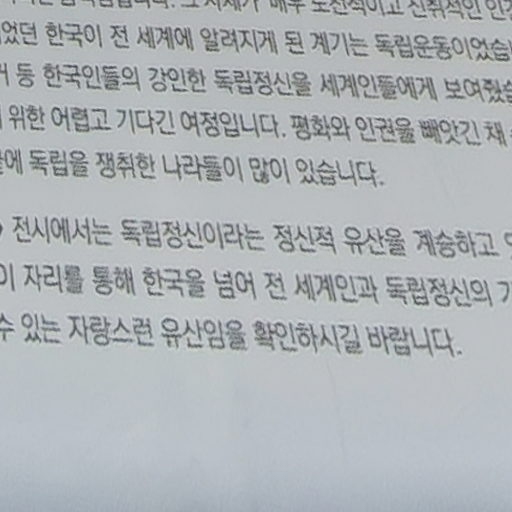 매우 도전적이고 진취적인
었던 한국이 전 세계에 알려지게 된 계기는 독립운동이었습
등 한국인들의 강인한 독립정신을 세계인들에게 보여줬습
위한 어렵고 기다긴 여정입니다. 평화와 인권을 빼앗긴 채
에 독립을 쟁취한 나라들이 많이 있습니다.
전시에서는 독립정신이라는 정신적 유산을 계승하고
이 자리를 통해 한국을 넘어 전 세계인과 독립정신의
수 있는 자랑스런 유산임을 확인하시길 바랍니다.